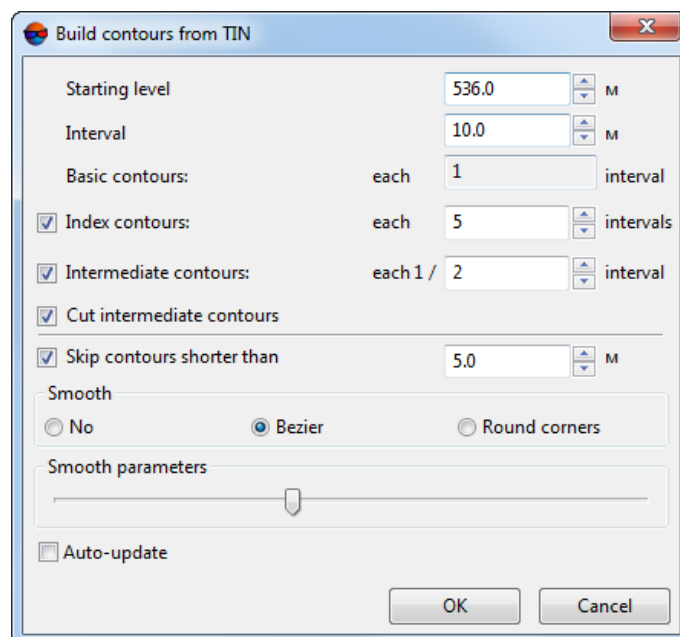 Build contours from TIN
Starting level 536.0 м
Interval 10.0 м
Basic contours: each 1 interval
Index contours: each 5 intervals
Intermediate contours: each 1 / 2 interval
Cut intermediate contours
Skip contours shorter than 5.0 м
Smooth
No Bezier Round corners
Smooth parameters
Auto-update
OK Cancel